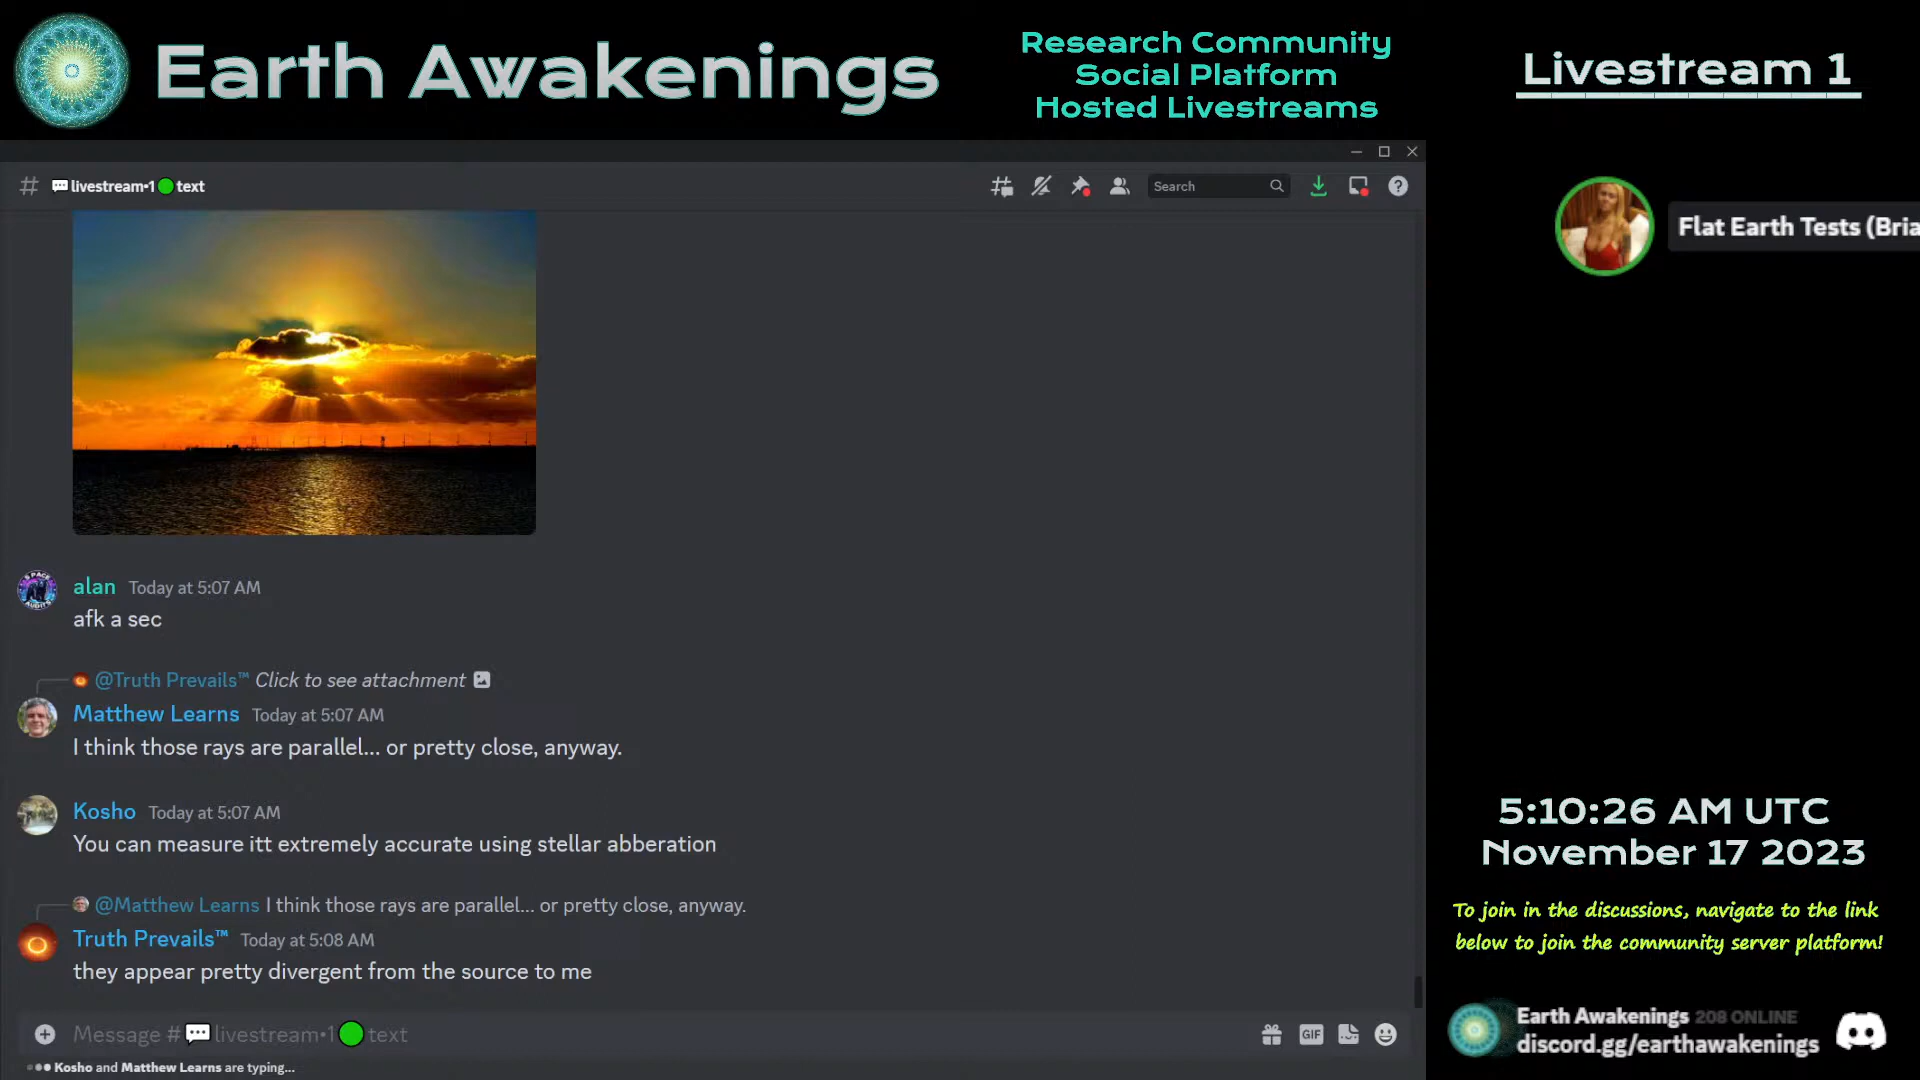 Earth Awakenings
Research Community
Social Platform
Hosted Livestreams
Livestream 1
livestream•1 text
Search
Flat Earth Tests (Bria
alan Today at 5:07 AM
afk a sec
@Truth Prevails™ Click to see attachment
Matthew Learns Today at 5:07 AM
I think those rays are parallel... or pretty close, anyway.
Kosho Today at 5:07 AM
You can measure itt extremely accurate using stellar abberation
@Matthew Learns I think those rays are parallel... or pretty close, anyway.
Truth Prevails™ Today at 5:08 AM
they appear pretty divergent from the source to me
Message # livestream•1 text
GIF
Kosho and Matthew Learns are typing...
5:10:26 AM UTC
November 17 2023
To join in the discussions, navigate to the link
below to join the community server platform!
Earth Awakenings 208 ONLINE
discord.gg/earthawakenings